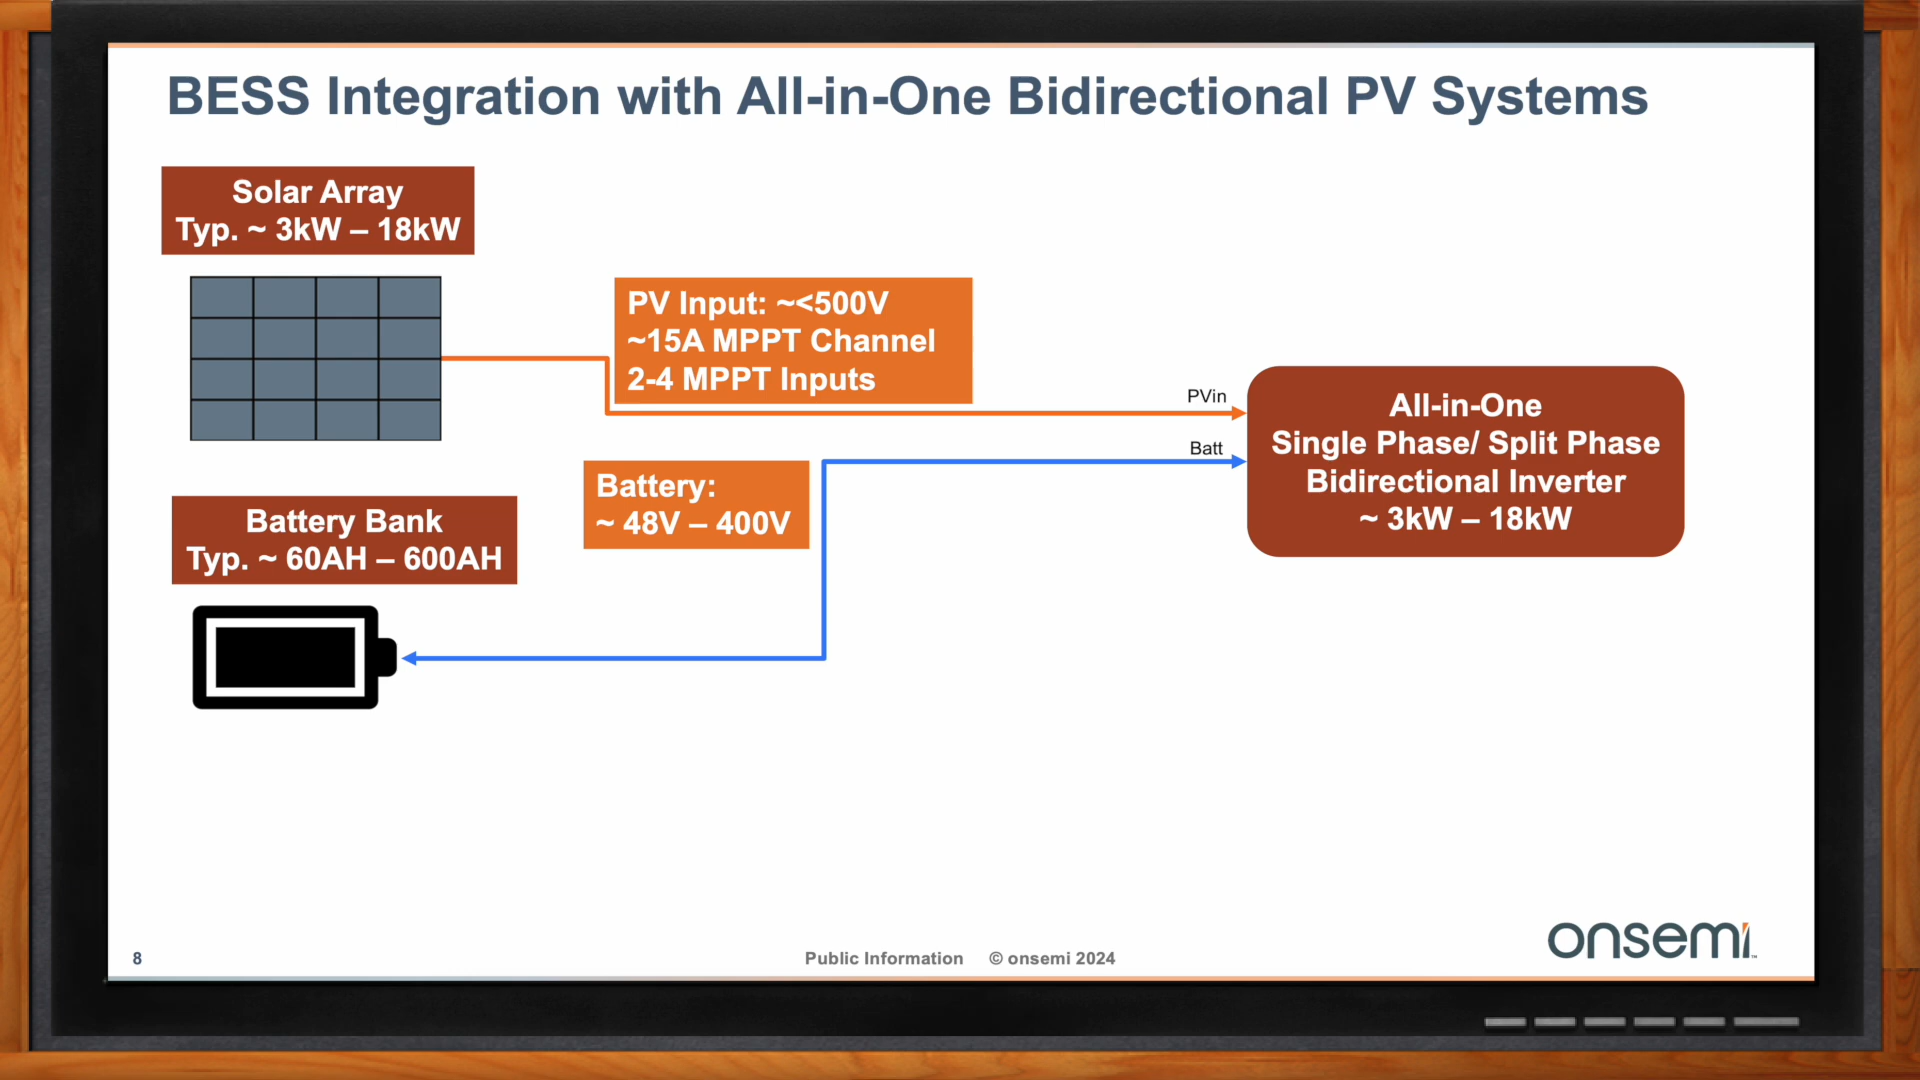 BESS Integration with All-in-One Bidirectional PV Systems
Solar Array
Typ. ~ 3kW – 18kW
PV Input: ~<500V
~15A MPPT Channel
2-4 MPPT Inputs
PVin
Batt
All-in-One
Single Phase/ Split Phase
Bidirectional Inverter
~ 3kW – 18kW
Battery:
~ 48V – 400V
Battery Bank
Typ. ~ 60AH – 600AH
8
Public Information © onsemi 2024
onsemi™